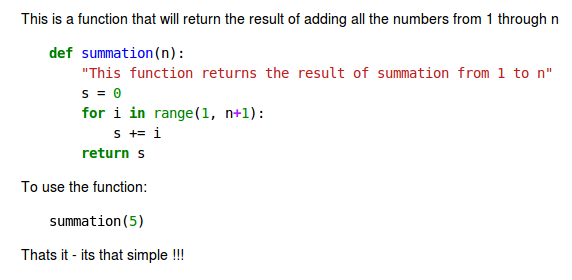 This is a function that will return the result of adding all the numbers from 1 through n
def summation(n):
    "This function returns the result of summation from 1 to n"
    s = 0
    for i in range(1, n+1):
        s += i
    return s
To use the function:
summation(5)
Thats it - its that simple !!!